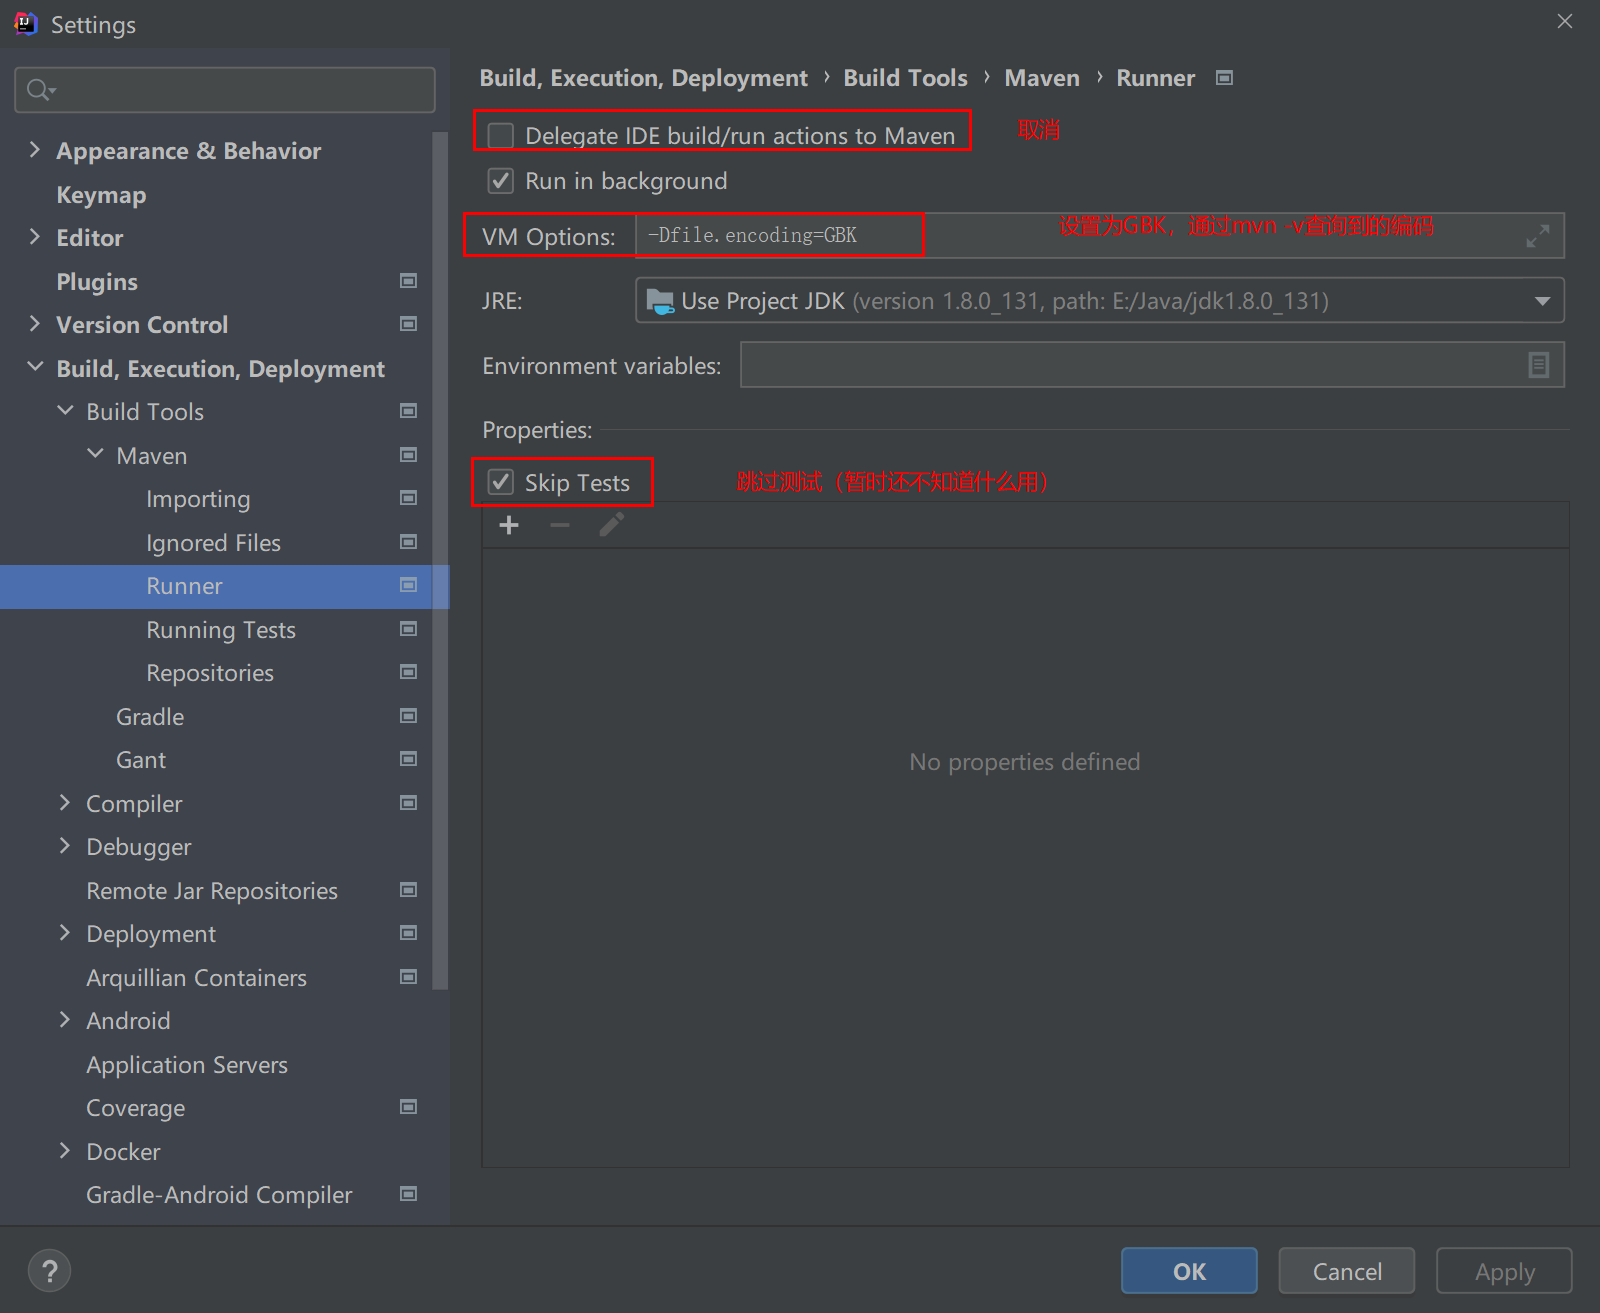 Settings
Appearance & Behavior
Keymap
Editor
Plugins
Version Control
Build, Execution, Deployment
Build Tools
Maven
Importing
Ignored Files
Runner
Running Tests
Repositories
Gradle
Gant
Compiler
Debugger
Remote Jar Repositories
Deployment
Arquillian Containers
Android
Application Servers
Coverage
Docker
Gradle-Android Compiler
Build, Execution, Deployment › Build Tools › Maven › Runner
Delegate IDE build/run actions to Maven 取消
Run in background
VM Options: -Dfile.encoding=GBK 设置为GBK，通过mvn -v查询到的编码
JRE: Use Project JDK (version 1.8.0_131, path: E:/Java/jdk1.8.0_131)
Environment variables:
Properties:
Skip Tests 跳过测试（暂时还不知道什么用）
No properties defined
?
OK Cancel Apply